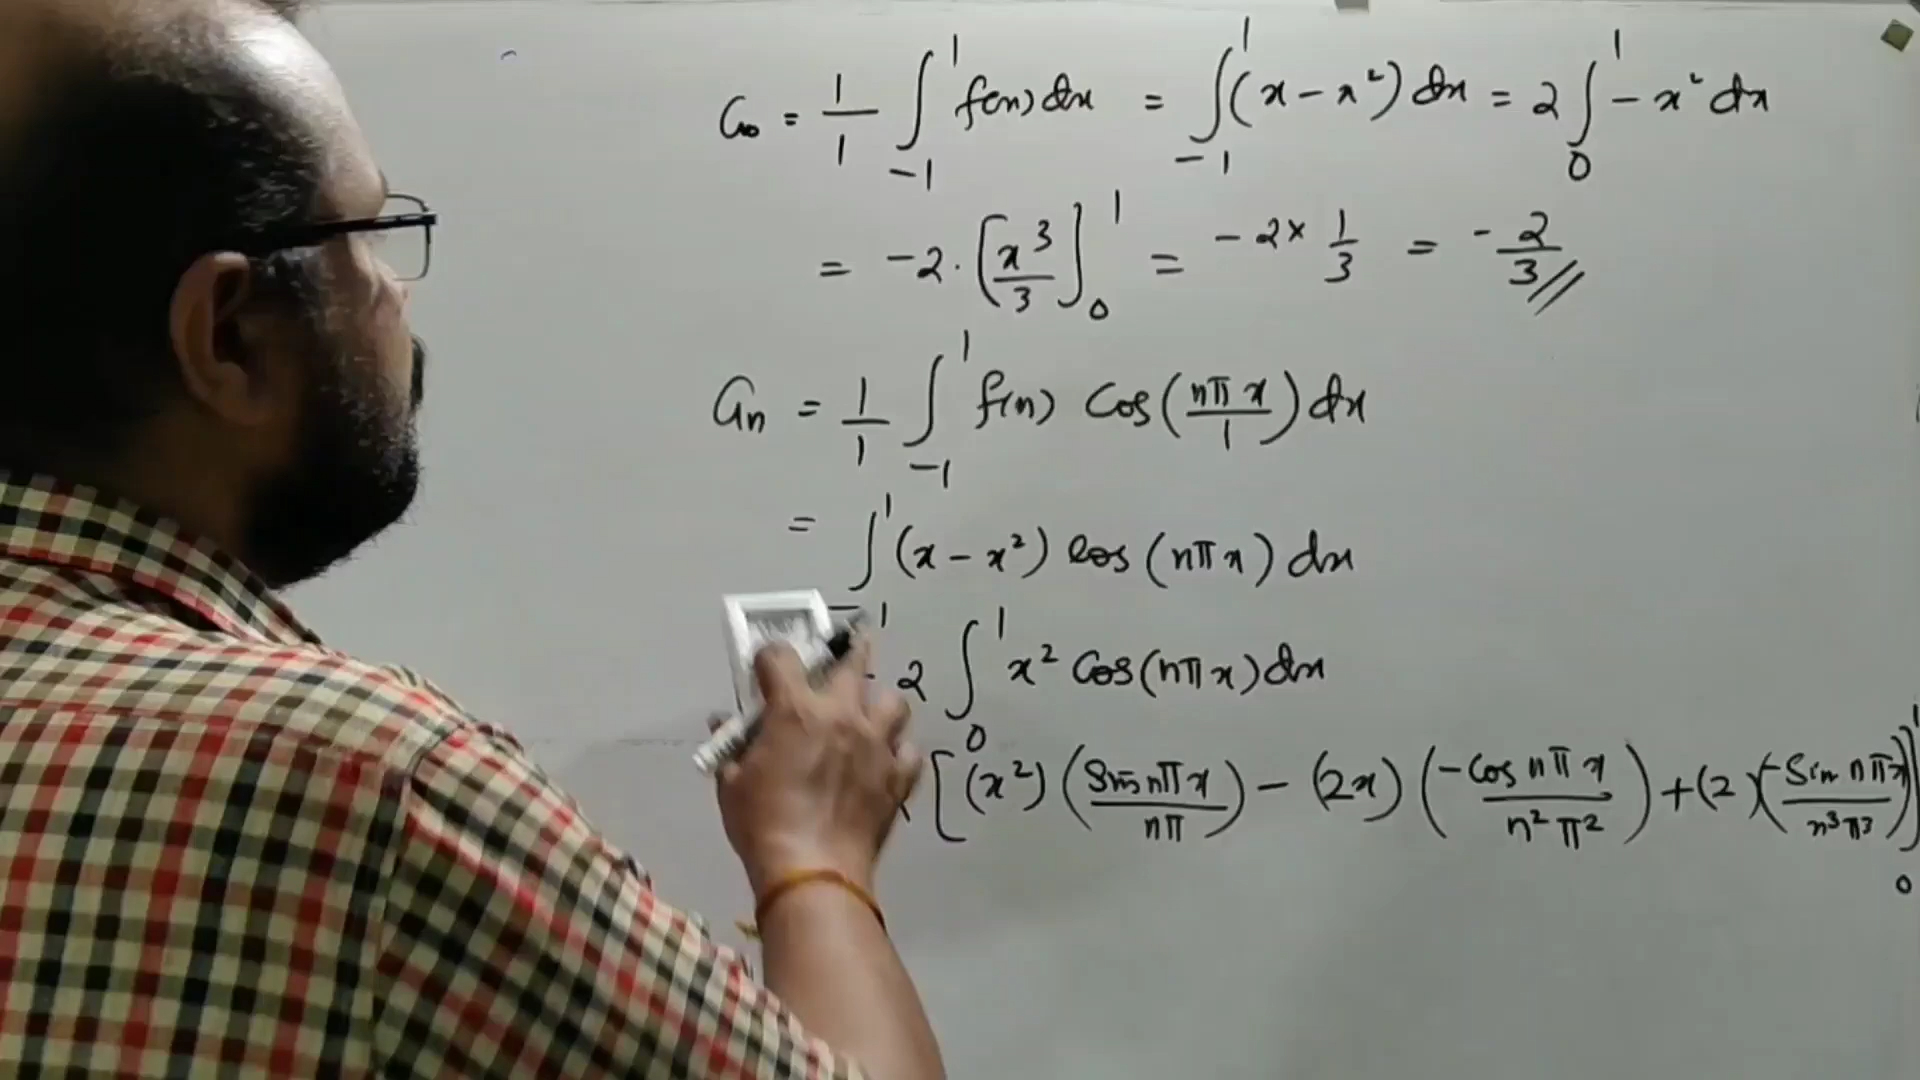 a₀ = 1/1 ∫₋₁¹ f(x) dx = ∫₋₁¹ (x - x²) dx = 2 ∫₀¹ - x² dx
= -2 · [x³/3]₀¹ = -2 × 1/3 = - 2/3 //
aₙ = 1/1 ∫₋₁¹ f(x) Cos(nπx/1) dx
= ∫₋₁¹ (x - x²) cos (nπx) dx
- 2 ∫₀¹ x² Cos(nπx) dx
[(x²) (Sin nπx / nπ) - (2x) (-Cos nπx / n²π²) + (2)(-Sin nπx / n³π³)]₀¹